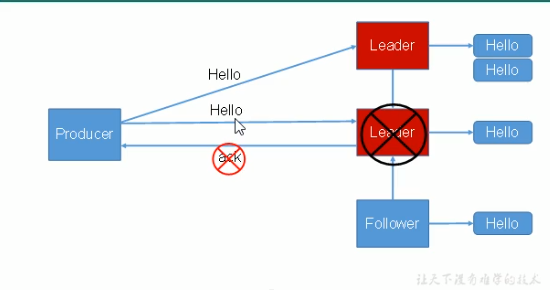 Leader
Hello
Hello
Hello
Hello
Producer
Leader
Hello
ack
Follower
Hello
让天下没有难学的技术